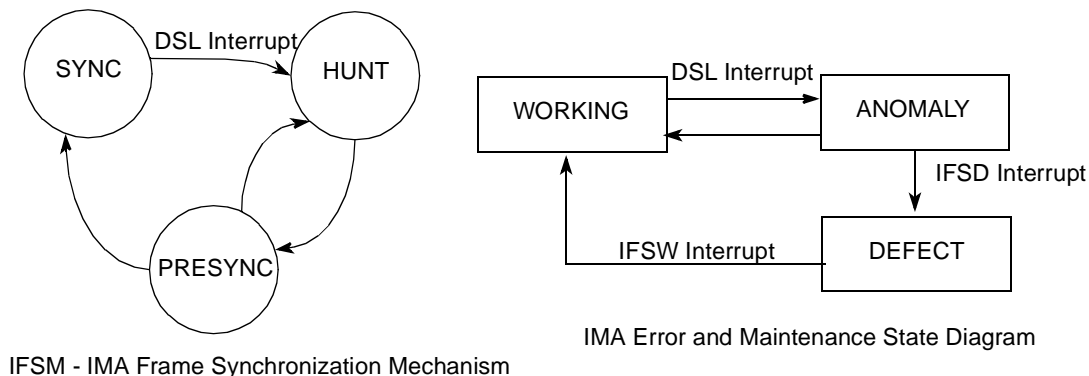 DSL Interrupt
SYNC
HUNT
PRESYNC
IFSM - IMA Frame Synchronization Mechanism
DSL Interrupt
WORKING
ANOMALY
IFSD Interrupt
IFSW Interrupt
DEFECT
IMA Error and Maintenance State Diagram